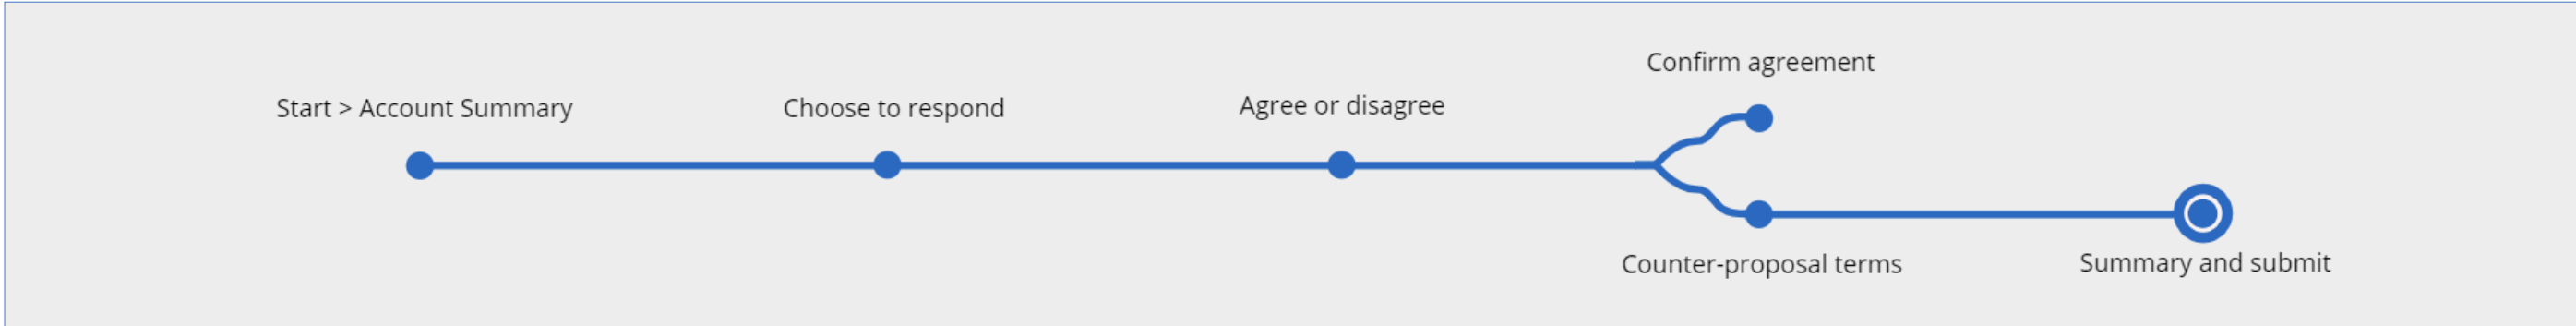 Start > Account Summary
Choose to respond
Agree or disagree
Confirm agreement
Counter-proposal terms
Summary and submit